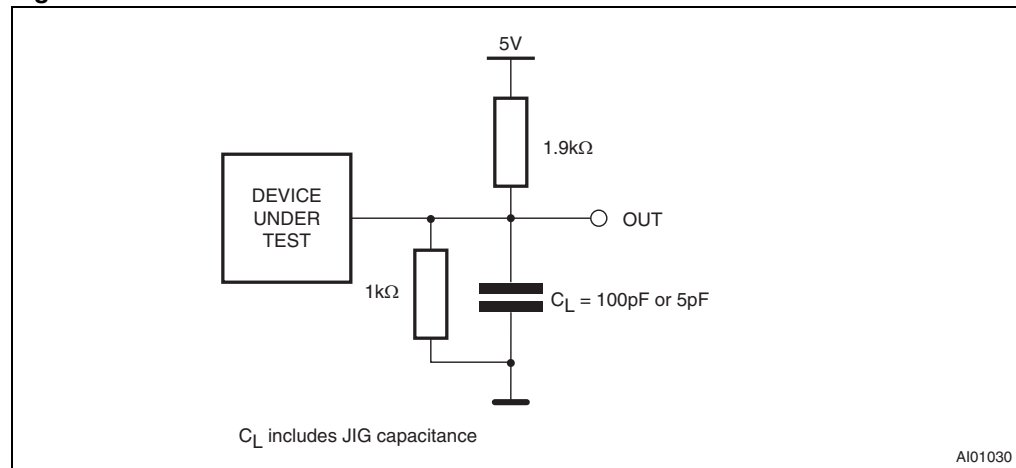 5V
1.9kΩ
DEVICE
UNDER
TEST
OUT
1kΩ
C_L = 100pF or 5pF
C_L includes JIG capacitance
AI01030